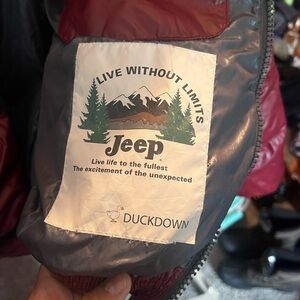 LIVE WITHOUT LIMITS
Jeep
Live life to the fullest
The excitement of the unexpected
DUCKDOWN